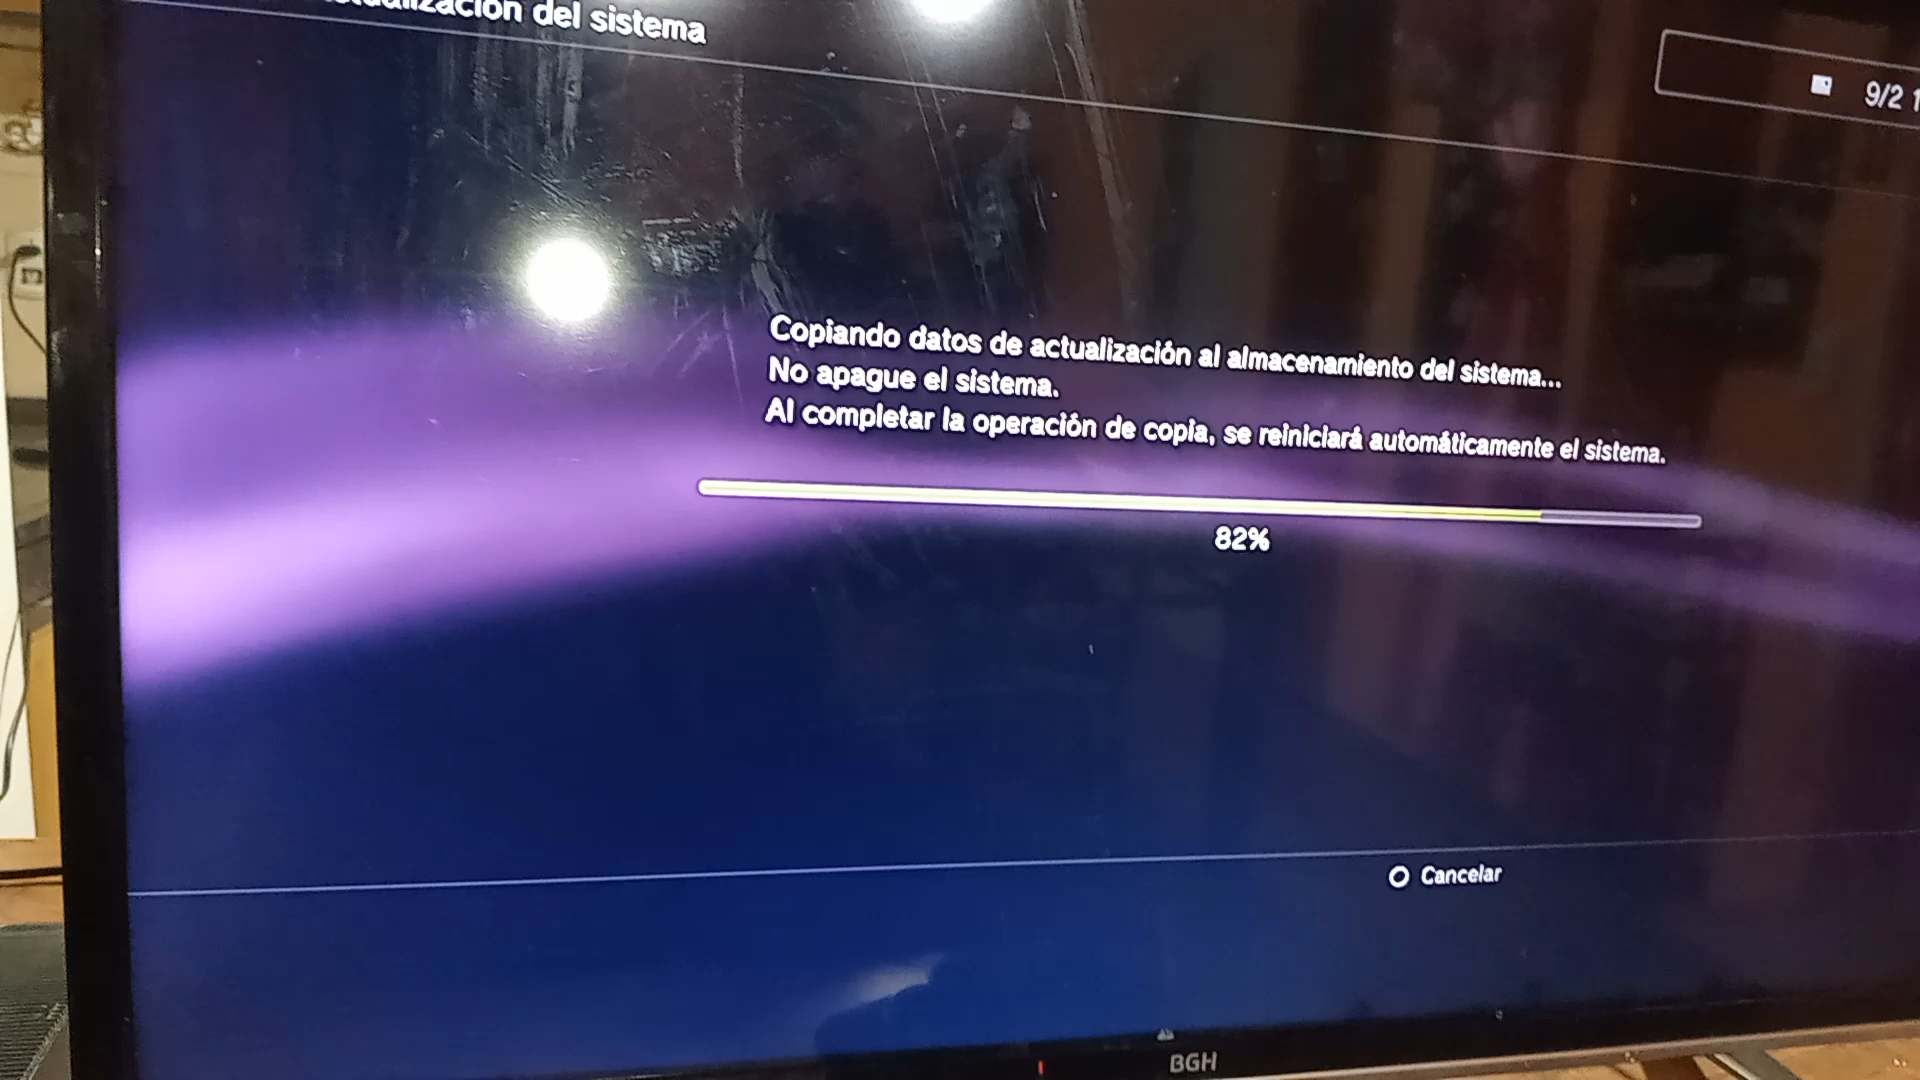 del sistema
9/2
Copiando datos de actualización al almacenamiento del sistema...
No apague el sistema.
Al completar la operación de copia, se reiniciará automáticamente el sistema.
82%
Cancelar
BGH